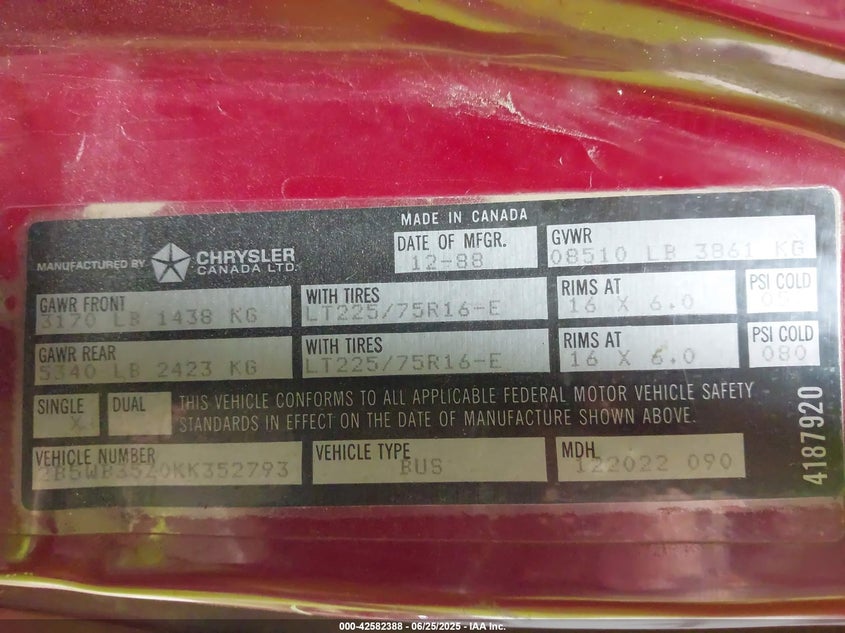 MADE IN CANADA
MANUFACTURED BY CHRYSLER CANADA LTD.
DATE OF MFGR.
12-88
GVWR
08510 LB 3861 KG
GAWR FRONT
3170 LB 1438 KG
WITH TIRES
LT225/75R16-E
RIMS AT
16 X 6.0
PSI COLD
GAWR REAR
5340 LB 2423 KG
WITH TIRES
LT225/75R16-E
RIMS AT
16 X 6.0
PSI COLD
080
SINGLE
X
DUAL
THIS VEHICLE CONFORMS TO ALL APPLICABLE FEDERAL MOTOR VEHICLE SAFETY
STANDARDS IN EFFECT ON THE DATE OF MANUFACTURE SHOWN ABOVE.
VEHICLE NUMBER
2B5WB35Z0KK352793
VEHICLE TYPE
BUS
MDH
122022 090
4187920
000-42582388 - 06/25/2025 - IAA Inc.